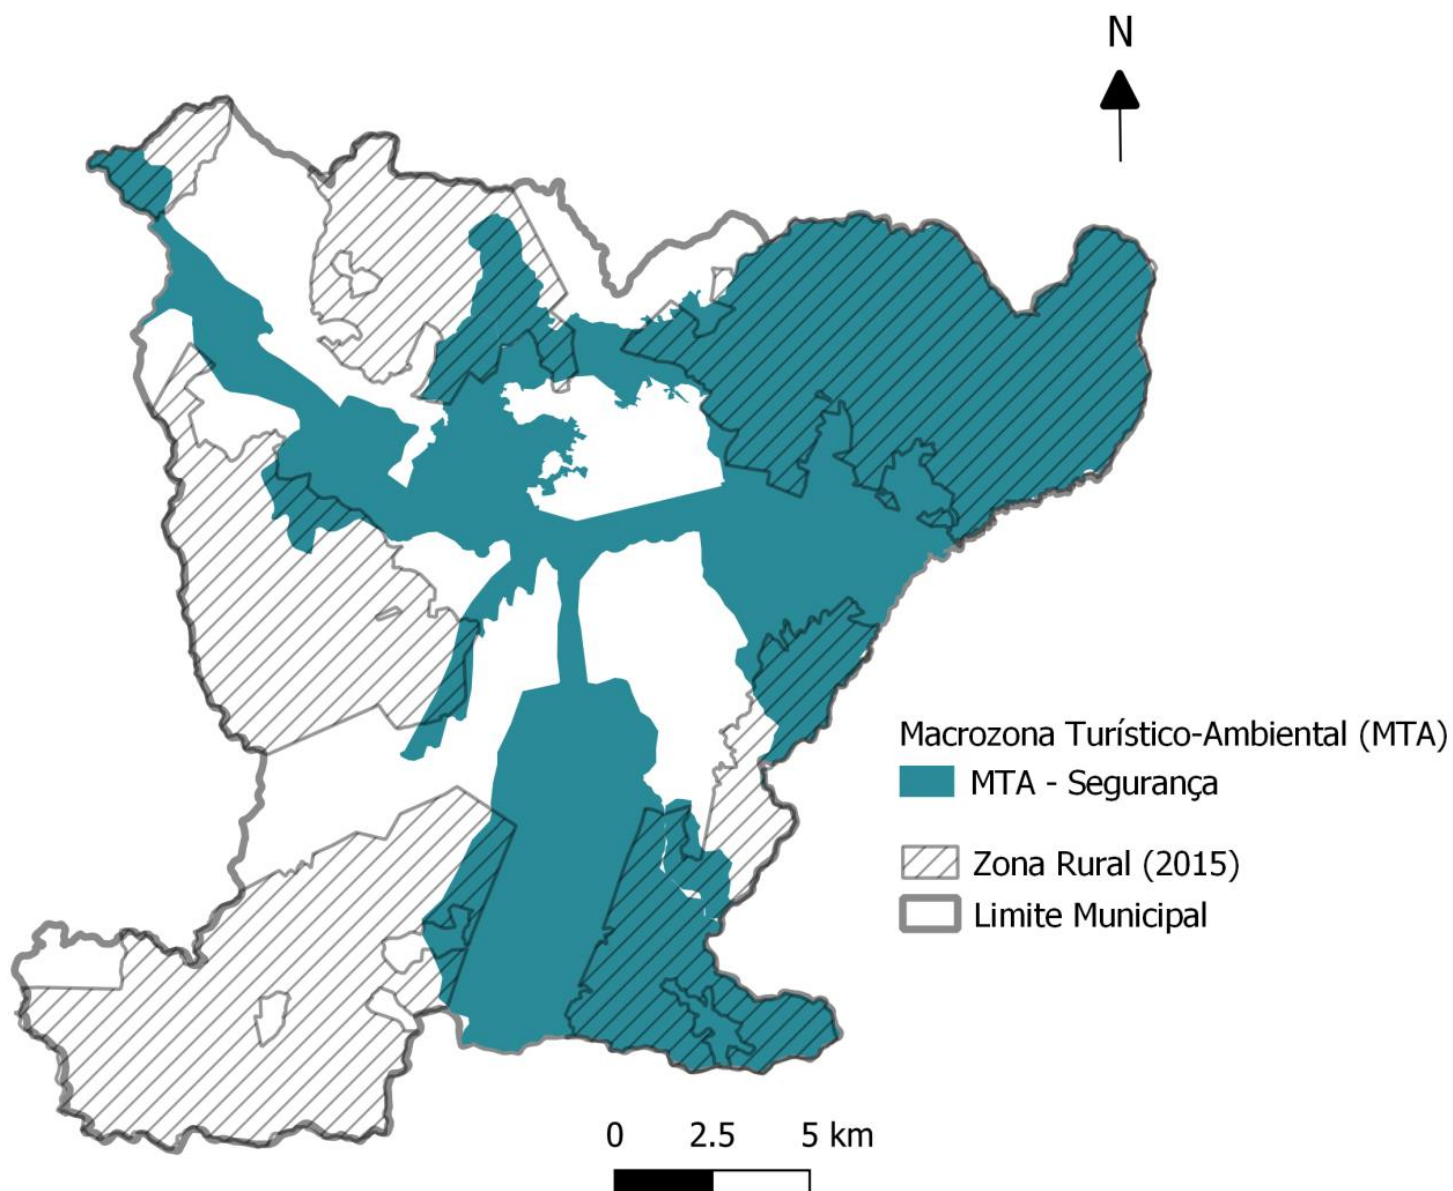 N
Macrozona Turístico-Ambiental (MTA)
MTA - Segurança
Zona Rural (2015)
Limite Municipal
0 2.5 5 km